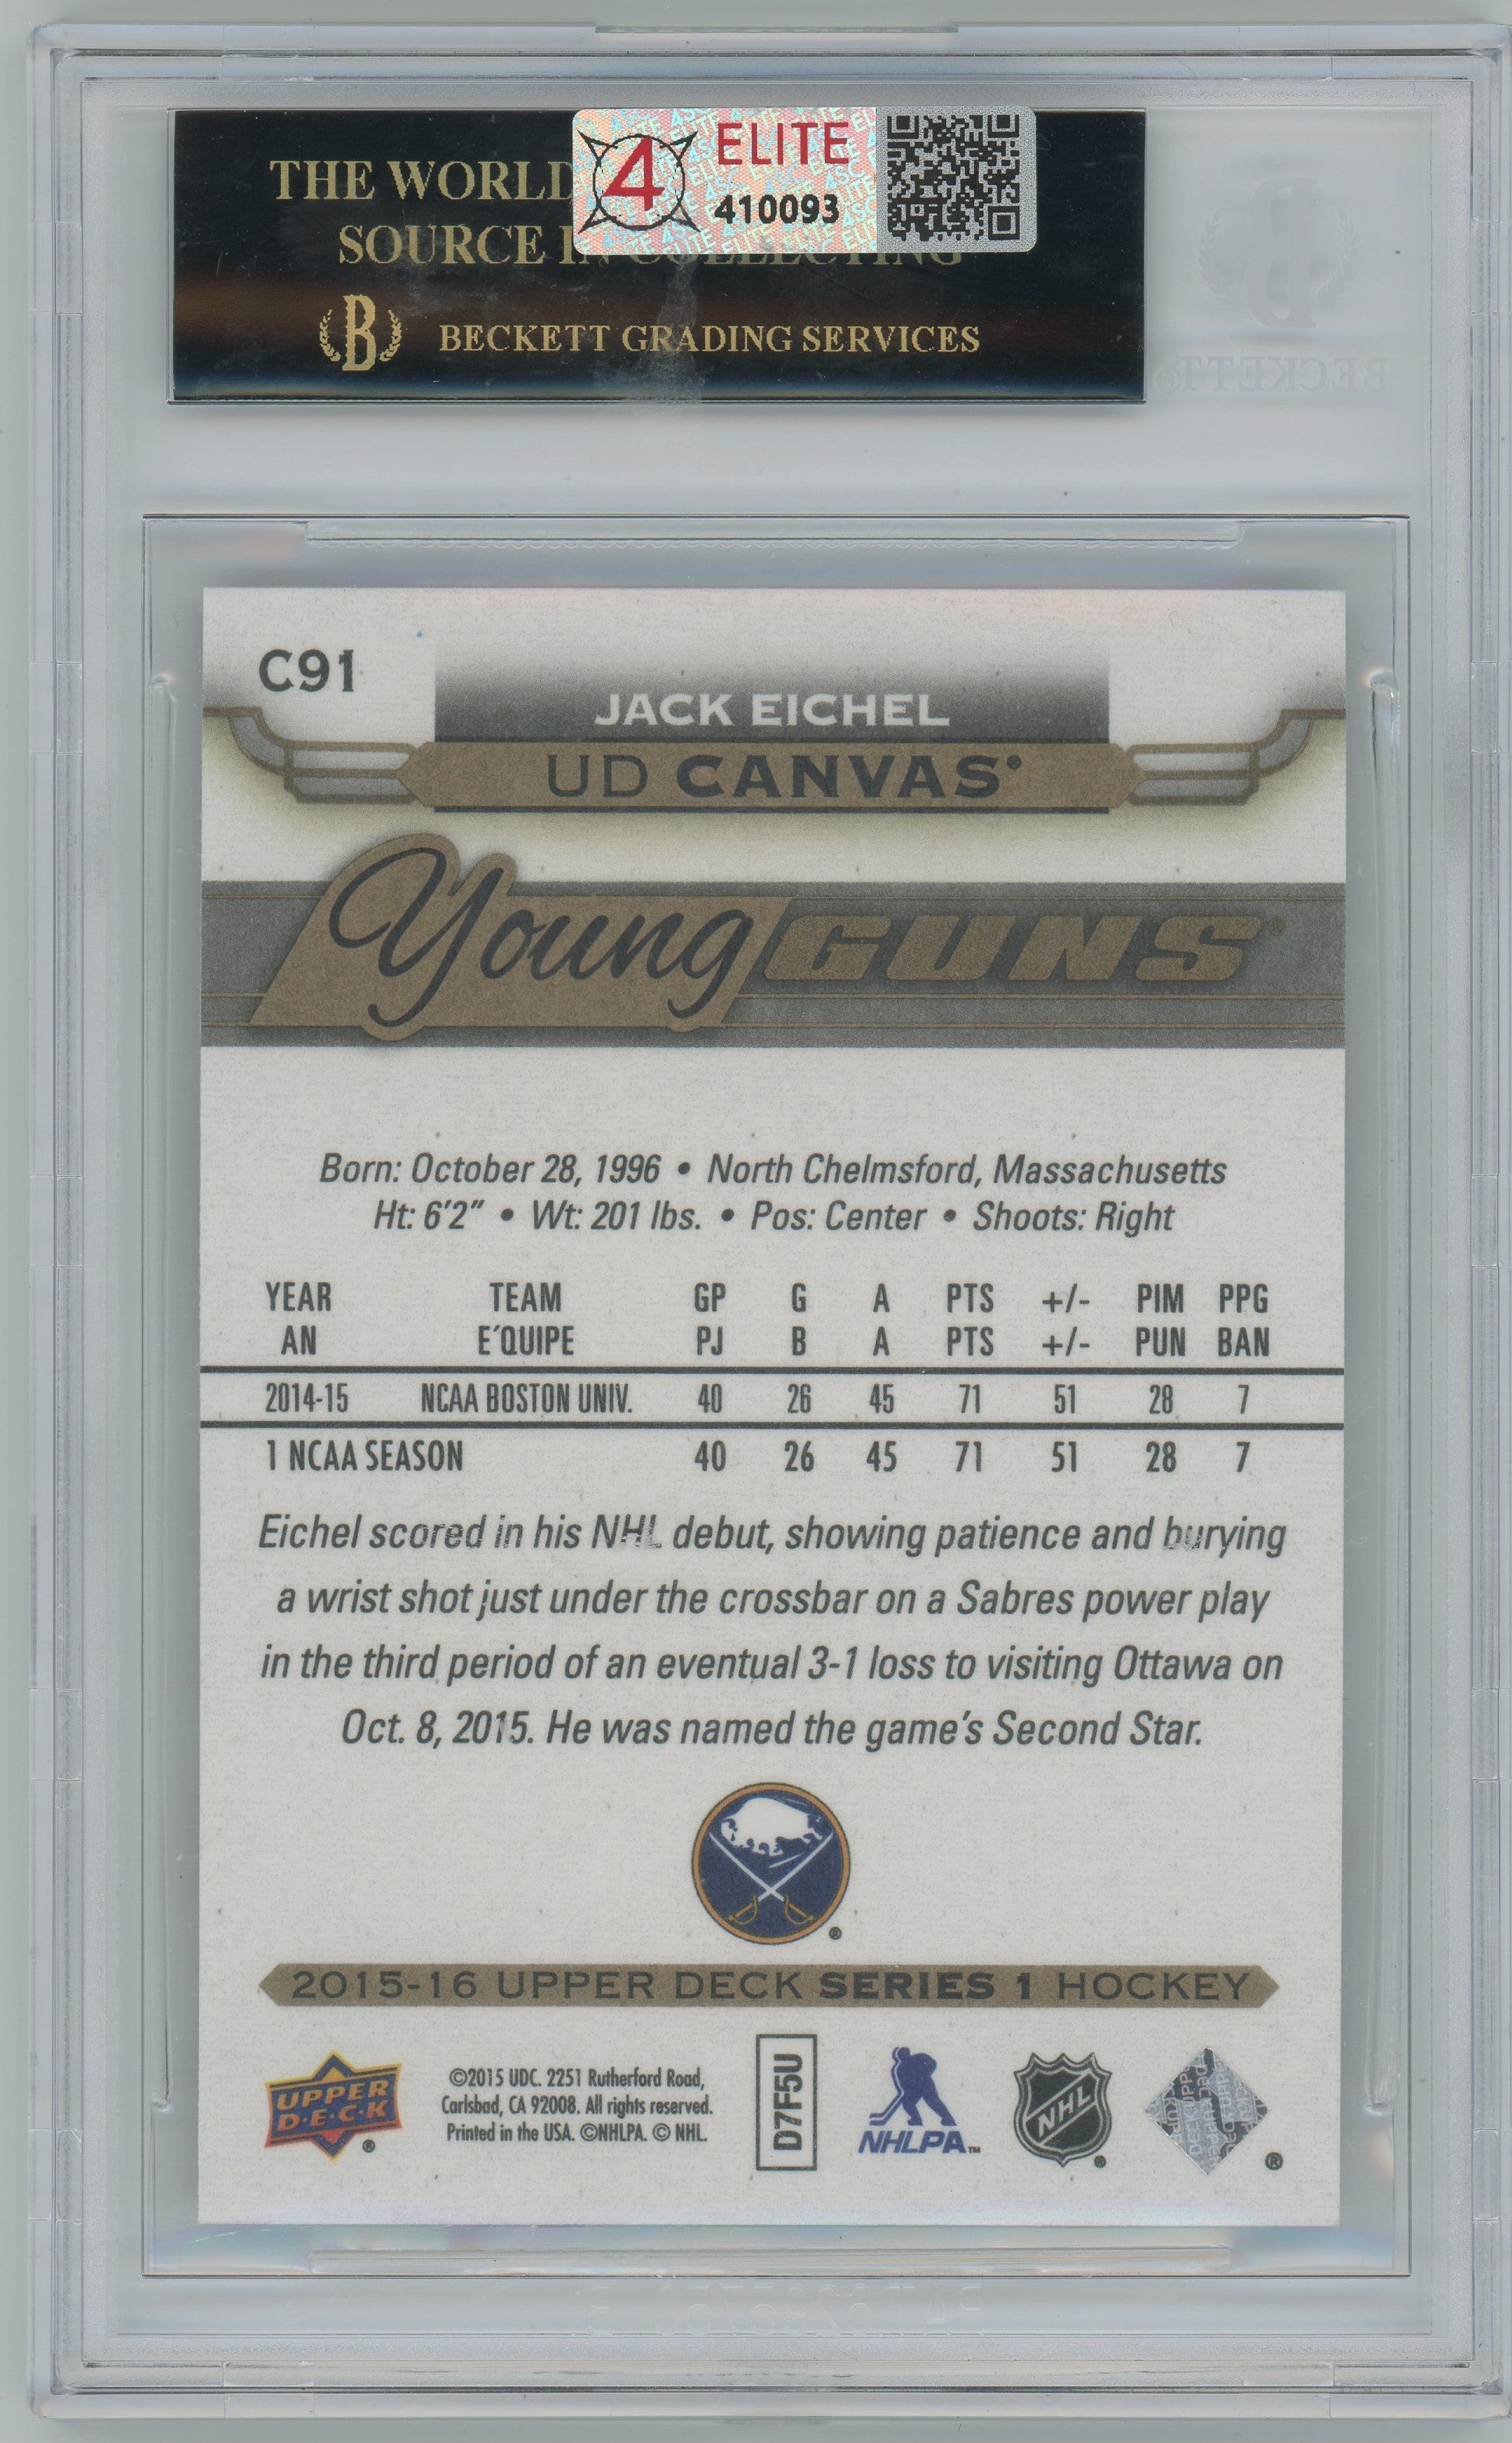 THE WORLD
SOURCE IN COLLECTING
BECKETT GRADING SERVICES
4
ELITE
410093
BECKETT
C91
JACK EICHEL
UD CANVAS®
Young GUNS®
Born: October 28, 1996 • North Chelmsford, Massachusetts
Ht: 6'2" • Wt: 201 lbs. • Pos: Center • Shoots: Right
YEAR TEAM GP G A PTS +/- PIM PPG
AN E´QUIPE PJ B A PTS +/- PUN BAN
2014-15 NCAA BOSTON UNIV. 40 26 45 71 51 28 7
1 NCAA SEASON 40 26 45 71 51 28 7
Eichel scored in his NHL debut, showing patience and burying
a wrist shot just under the crossbar on a Sabres power play
in the third period of an eventual 3-1 loss to visiting Ottawa on
Oct. 8, 2015. He was named the game's Second Star.
®
2015-16 UPPER DECK SERIES 1 HOCKEY
UPPER
D•E•C•K
®
©2015 UDC. 2251 Rutherford Road,
Carlsbad, CA 92008. All rights reserved.
Printed in the USA. ©NHLPA. © NHL.
D7F5U
NHLPA™
NHL
®
®